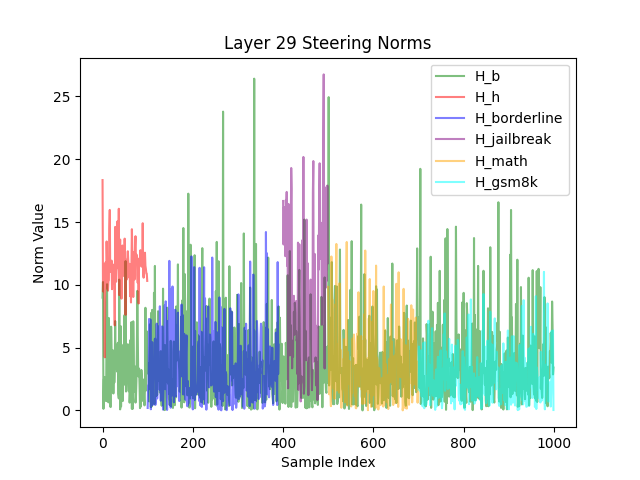 Layer 29 Steering Norms
H_b
H_h
H_borderline
H_jailbreak
H_math
H_gsm8k
Norm Value
25
20
15
10
5
0
0 200 400 600 800 1000
Sample Index